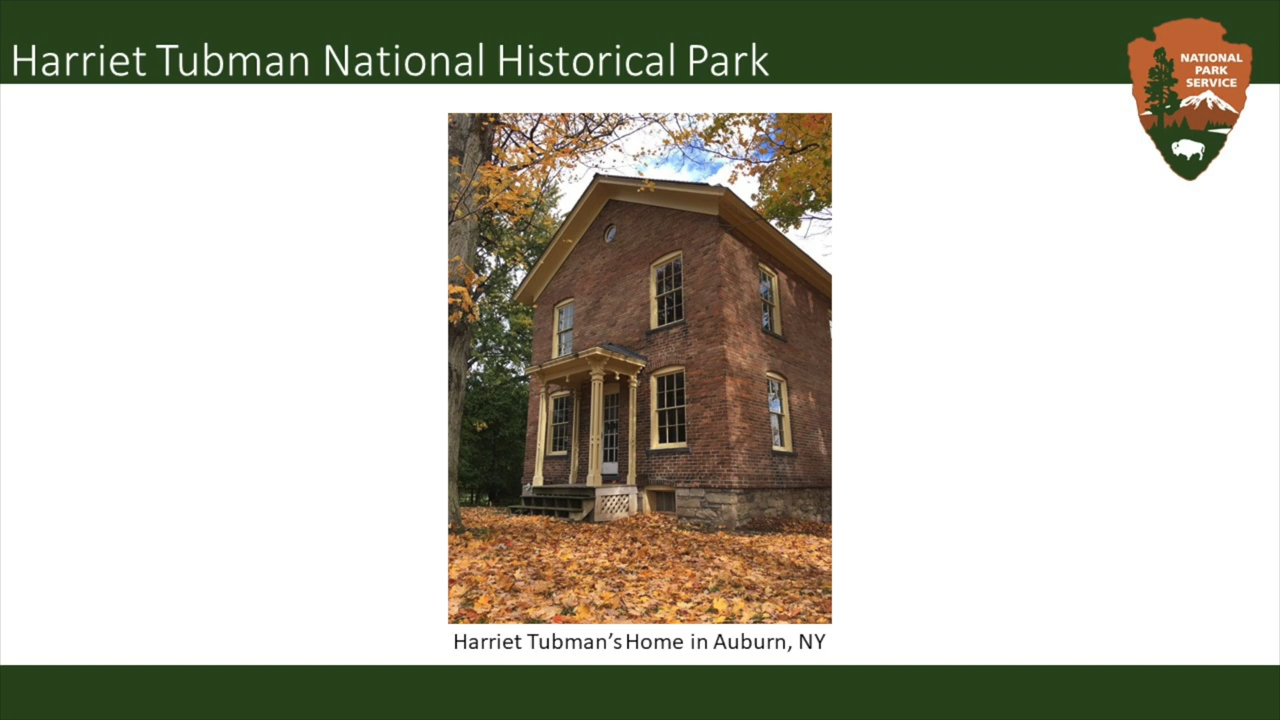 Harriet Tubman National Historical Park
NATIONAL
PARK
SERVICE
Harriet Tubman's Home in Auburn, NY